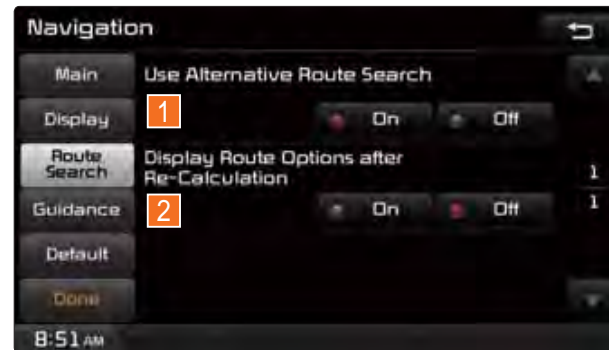 Navigation
Main
Use Alternative Route Search
Display
1
On
Off
Route
Search
Display Route Options after
Re-Calculation
1
1
Guidance
2
On
Off
Default
Done
8:51 AM